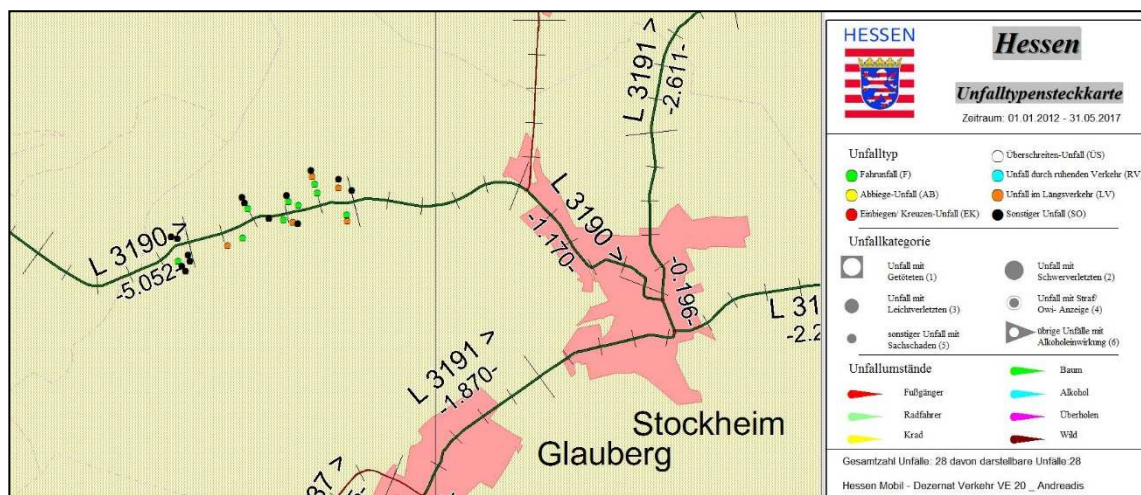 L 3190 >
-5.052-
L 3190 >
-1.170-
L 3191 >
-2.611-
-0.196-
L 31
-2.2
L 3191 >
-1.870-
Stockheim
Glauberg
37 >
HESSEN
Hessen
Unfalltypensteckkarte
Zeitraum: 01.01.2012 - 31.05.2017
Unfalltyp
Überschreiten-Unfall (ÜS)
Fahrunfall (F)
Unfall durch ruhenden Verkehr (RV)
Abbiege-Unfall (AB)
Unfall im Längsverkehr (LV)
Einbiegen/ Kreuzen-Unfall (EK)
Sonstiger Unfall (SO)
Unfallkategorie
Unfall mit
Getöteten (1)
Unfall mit
Schwerverletzten (2)
Unfall mit
Leichtverletzten (3)
Unfall mit Straf/
Owi- Anzeige (4)
sonstiger Unfall mit
Sachschaden (5)
übrige Unfälle mit
Alkoholeinwirkung (6)
Unfallumstände
Baum
Fußgänger
Alkohol
Radfahrer
Überholen
Krad
Wild
Gesamtzahl Unfälle: 28 davon darstellbare Unfälle:28
Hessen Mobil - Dezernat Verkehr VE 20 _ Andreadis